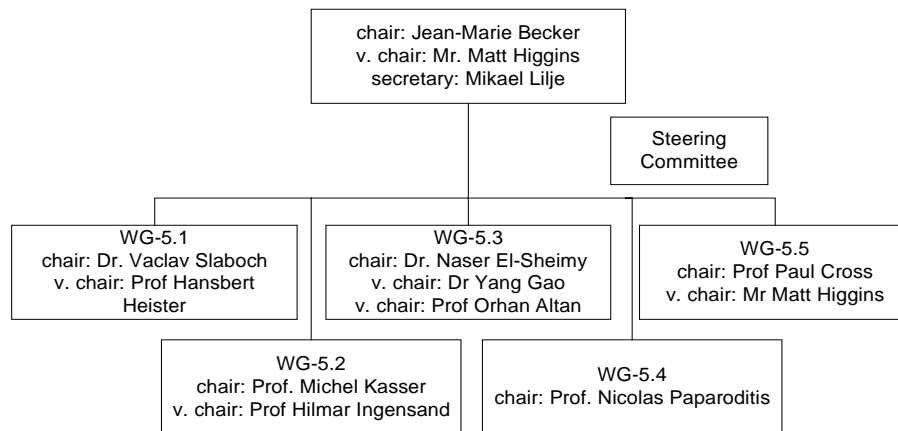 chair: Jean-Marie Becker
v. chair: Mr. Matt Higgins
secretary: Mikael Lilje
Steering
Committee
WG-5.1
chair: Dr. Vaclav Slaboch
v. chair: Prof Hansbert
Heister
WG-5.3
chair: Dr. Naser El-Sheimy
v. chair: Dr Yang Gao
v. chair: Prof Orhan Altan
WG-5.5
chair: Prof Paul Cross
v. chair: Mr Matt Higgins
WG-5.2
chair: Prof. Michel Kasser
v. chair: Prof Hilmar Ingensand
WG-5.4
chair: Prof. Nicolas Paparoditis